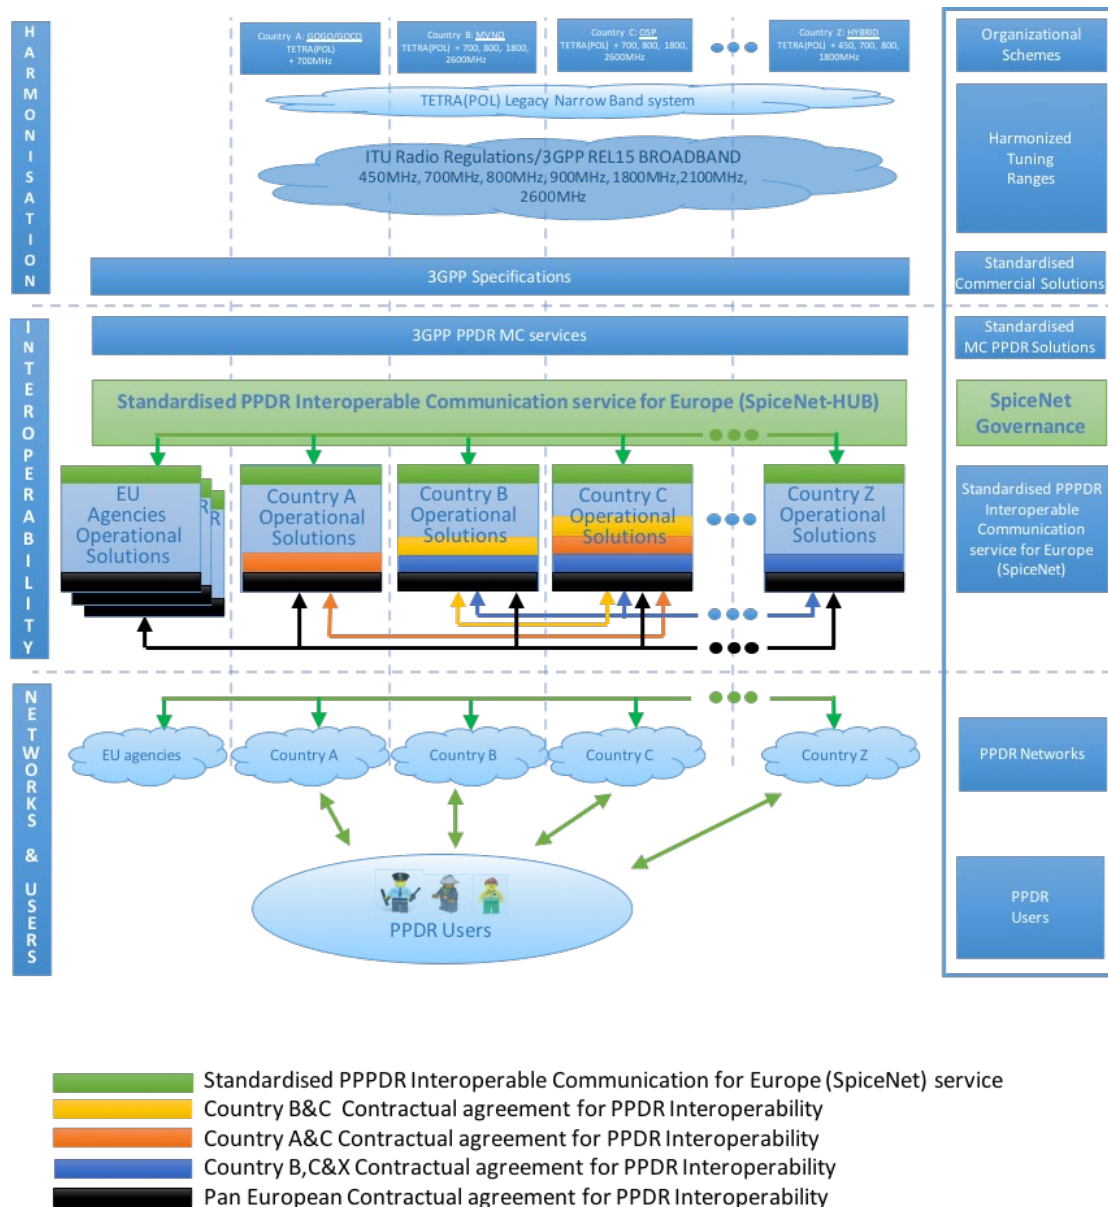 HARMONISATION
Country A: GOGO/GOCO
TETRA(POL)
+ 700MHz
Country B: MVNO
TETRA(POL) + 700, 800, 1800,
2600MHz
Country C: OSP
TETRA(POL) + 700, 800, 1800,
2600MHz
Country Z: HYBRID
TETRA(POL) + 450, 700, 800,
1800MHz
Organizational
Schemes
TETRA(POL) Legacy Narrow Band system
ITU Radio Regulations/3GPP REL15 BROADBAND
450MHz, 700MHz, 800MHz, 900MHz, 1800MHz,2100MHz,
2600MHz
Harmonized
Tuning
Ranges
3GPP Specifications
Standardised
Commercial Solutions
INTEROPERABILITY
3GPP PPDR MC services
Standardised
MC PPDR Solutions
Standardised PPDR Interoperable Communication service for Europe (SpiceNet-HUB)
SpiceNet
Governance
EU
Agencies
Operational
Solutions
R
R
Country A
Operational
Solutions
Country B
Operational
Solutions
Country C
Operational
Solutions
Country Z
Operational
Solutions
Standardised PPPDR
Interoperable
Communication
service for Europe
(SpiceNet)
NETWORKS & USERS
EU agencies
Country A
Country B
Country C
Country Z
PPDR Networks
PPDR Users
PPDR
Users
Standardised PPPDR Interoperable Communication for Europe (SpiceNet) service
Country B&C Contractual agreement for PPDR Interoperability
Country A&C Contractual agreement for PPDR Interoperability
Country B,C&X Contractual agreement for PPDR Interoperability
Pan European Contractual agreement for PPDR Interoperability